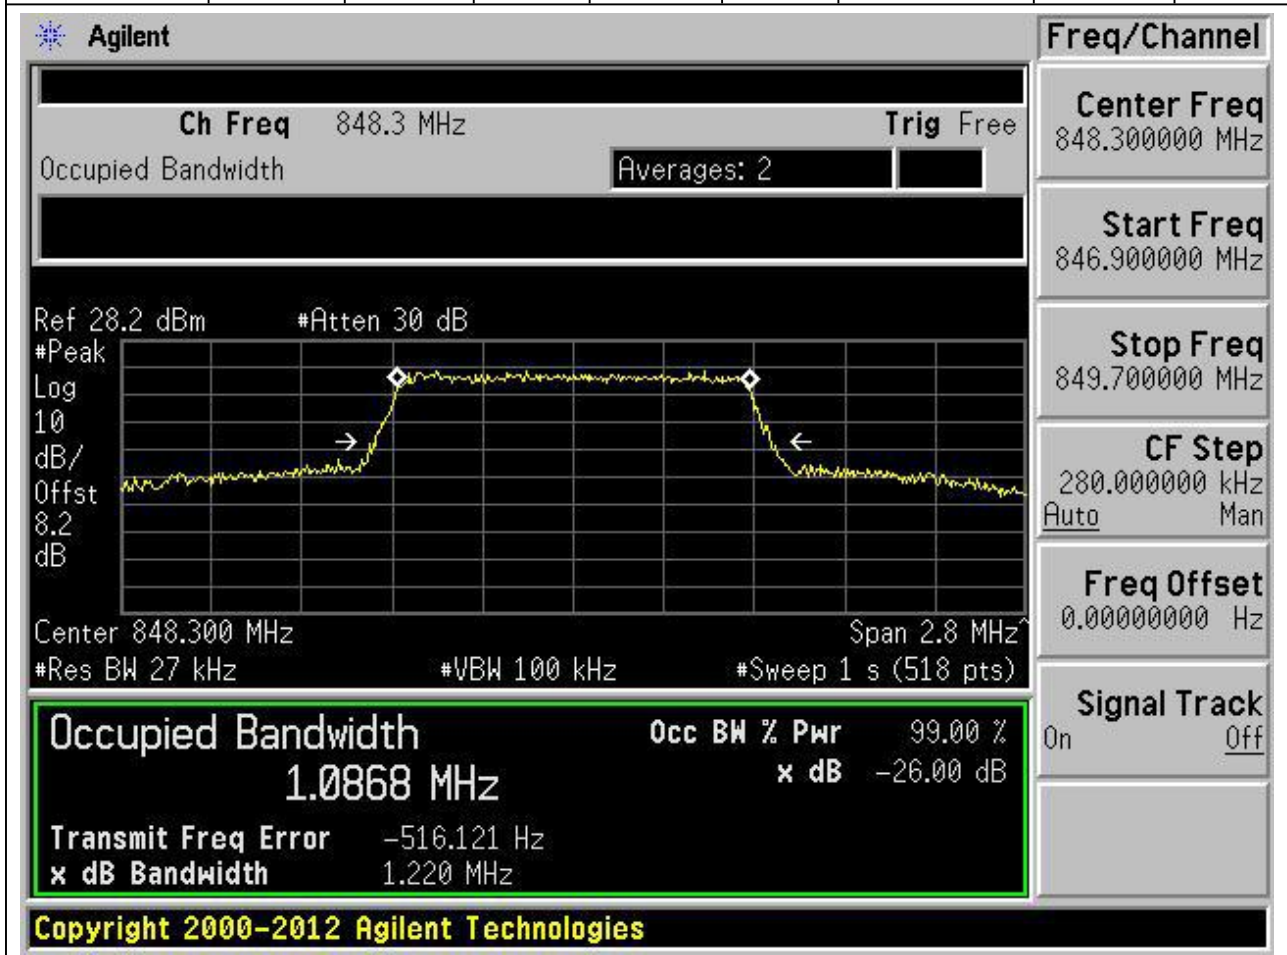 Agilent
Freq/Channel
Ch Freq 848.3 MHz Trig Free
Occupied Bandwidth Averages: 2
Center Freq
848.300000 MHz
Start Freq
846.900000 MHz
Stop Freq
849.700000 MHz
CF Step
280.000000 kHz
Auto Man
Freq Offset
0.00000000 Hz
Signal Track
On Off
Ref 28.2 dBm #Atten 30 dB
#Peak
Log
10
dB/
Offst
8.2
dB
Center 848.300 MHz Span 2.8 MHz^
#Res BW 27 kHz #VBW 100 kHz #Sweep 1 s (518 pts)
Occupied Bandwidth Occ BW % Pwr 99.00 %
1.0868 MHz x dB -26.00 dB
Transmit Freq Error -516.121 Hz
x dB Bandwidth 1.220 MHz
Copyright 2000-2012 Agilent Technologies